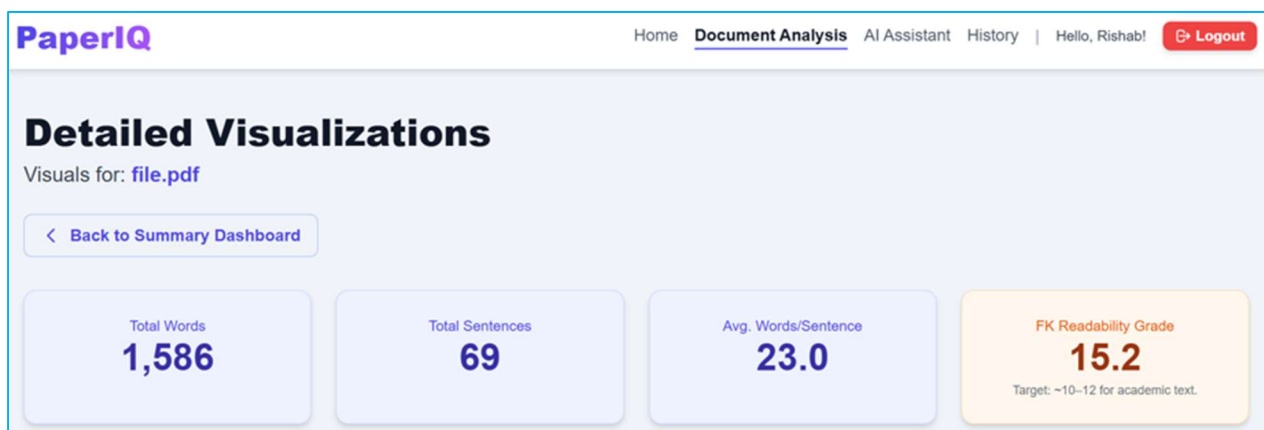 PaperIQ
Home Document Analysis AI Assistant History | Hello, Rishab! Logout
Detailed Visualizations
Visuals for: file.pdf
Back to Summary Dashboard
Total Words
1,586
Total Sentences
69
Avg. Words/Sentence
23.0
FK Readability Grade
15.2
Target: ~10–12 for academic text.